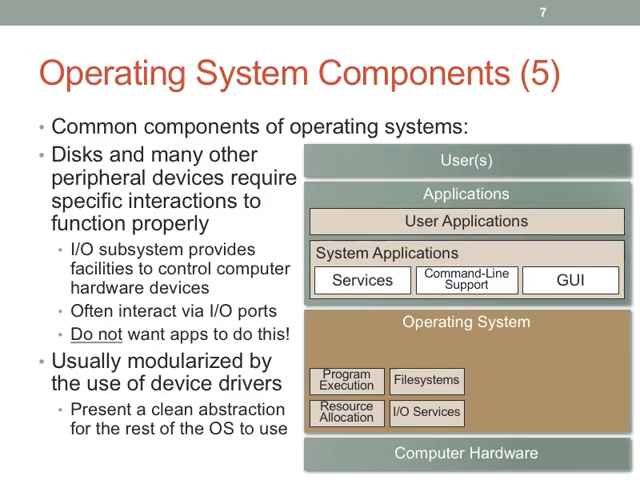 7
Operating System Components (5)
• Common components of operating systems:
• Disks and many other
peripheral devices require
specific interactions to
function properly
• I/O subsystem provides
facilities to control computer
hardware devices
• Often interact via I/O ports
• Do not want apps to do this!
• Usually modularized by
the use of device drivers
• Present a clean abstraction
for the rest of the OS to use
User(s)
Applications
User Applications
System Applications
Services
Command-Line
Support
GUI
Operating System
Program
Execution
Filesystems
Resource
Allocation
I/O Services
Computer Hardware